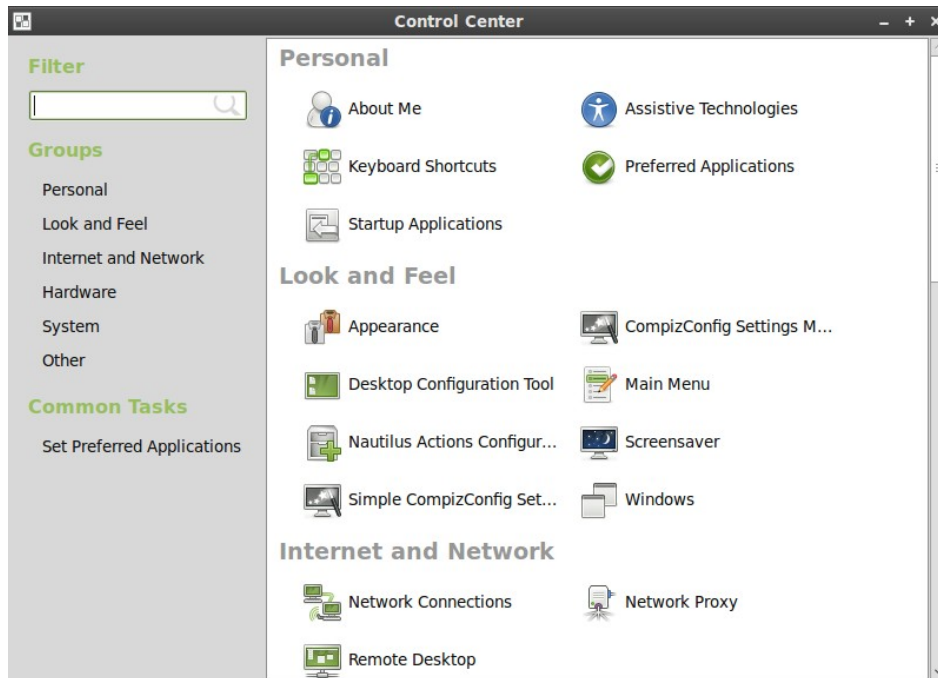 Control Center
Filter
Groups
Personal
Look and Feel
Internet and Network
Hardware
System
Other
Common Tasks
Set Preferred Applications
Personal
About Me
Assistive Technologies
Keyboard Shortcuts
Preferred Applications
Startup Applications
Look and Feel
Appearance
CompizConfig Settings M...
Desktop Configuration Tool
Main Menu
Nautilus Actions Configur...
Screensaver
Simple CompizConfig Set...
Windows
Internet and Network
Network Connections
Network Proxy
Remote Desktop